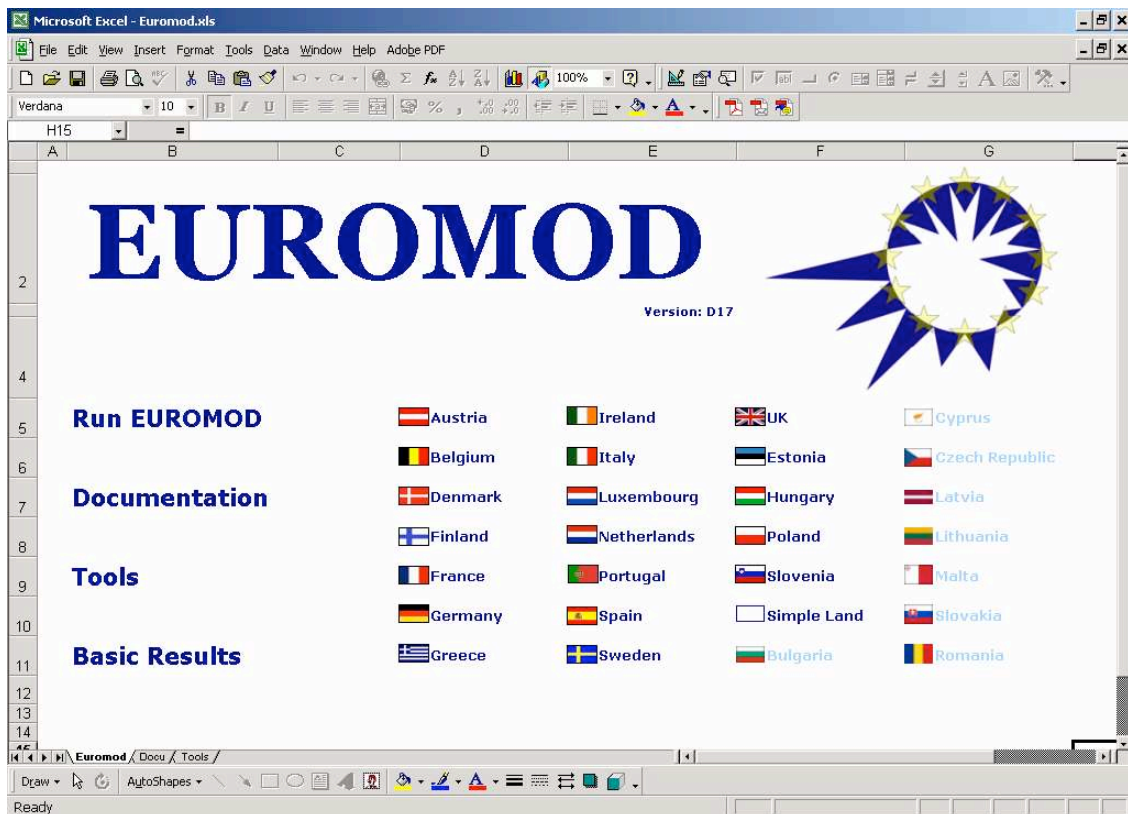 Microsoft Excel - Euromod.xls
File Edit View Insert Format Tools Data Window Help Adobe PDF
100%
Verdana 10 B I U
H15 =
A B C D E F G
EUROMOD
2
Version: D17
4
5 Run EUROMOD Austria Ireland UK Cyprus
6 Belgium Italy Estonia Czech Republic
7 Documentation Denmark Luxembourg Hungary Latvia
8 Finland Netherlands Poland Lithuania
9 Tools France Portugal Slovenia Malta
10 Germany Spain Simple Land Slovakia
11 Basic Results Greece Sweden Bulgaria Romania
12
13
14
Euromod Docu Tools
Draw AutoShapes
Ready